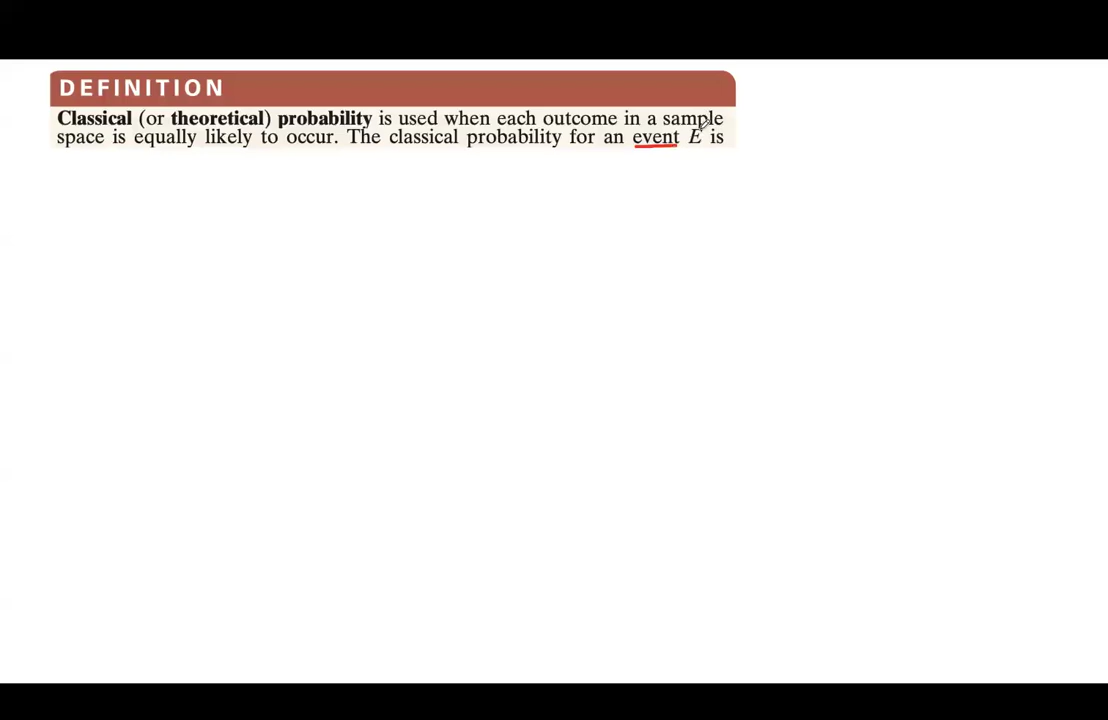 DEFINITION
Classical (or theoretical) probability is used when each outcome in a sample
space is equally likely to occur. The classical probability for an event E is